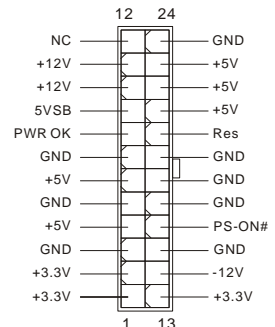 12 24
NC GND
+12V +5V
+12V +5V
5VSB +5V
PWR OK Res
GND GND
+5V GND
GND GND
+5V PS-ON#
GND GND
+3.3V -12V
+3.3V +3.3V
1 13